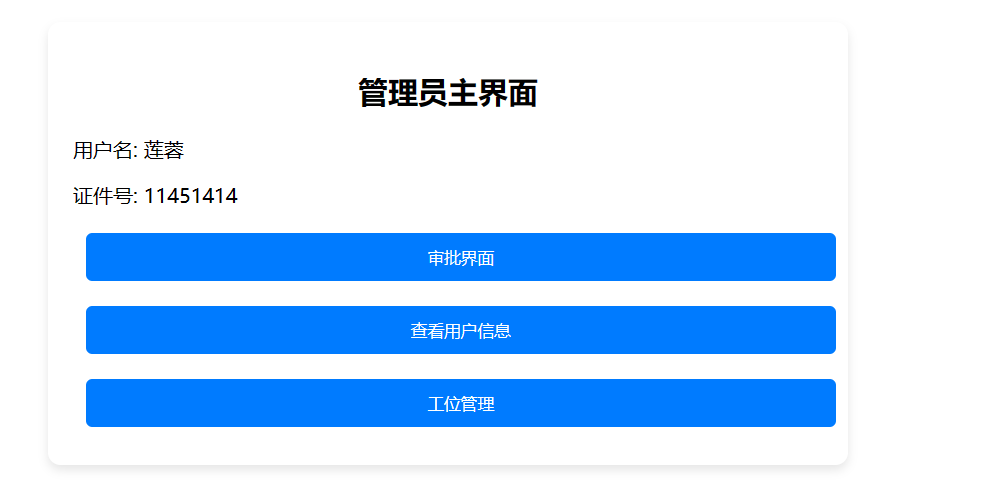 管理员主界面
用户名: 莲蓉
证件号: 11451414
审批界面
查看用户信息
工位管理